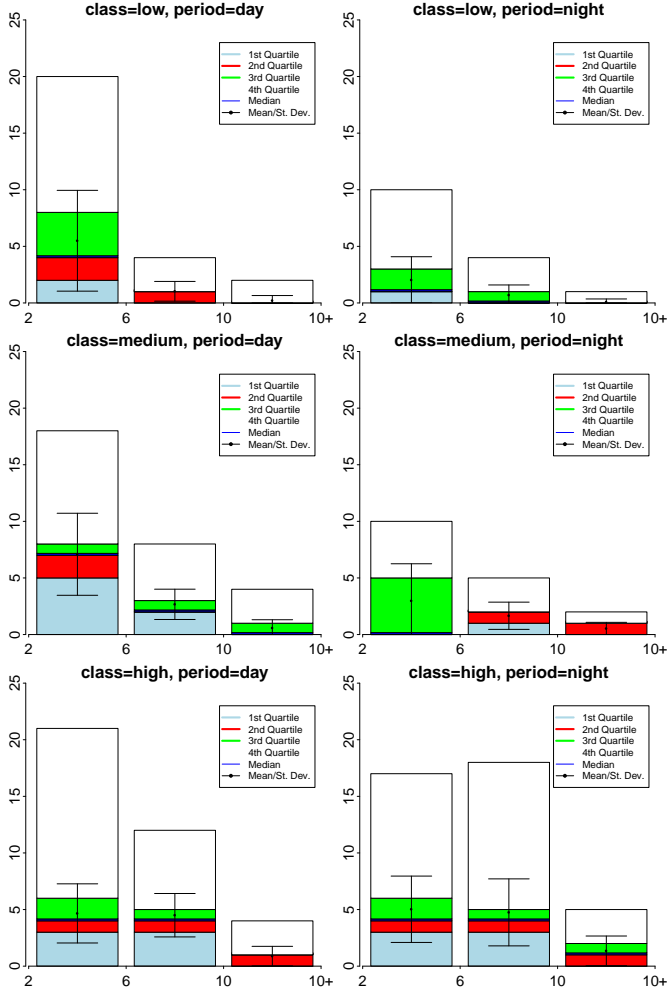 class=low, period=day
25
20
15
10
5
0
1st Quartile
2nd Quartile
3rd Quartile
4th Quartile
Median
Mean/St. Dev.
2 6 10 10+
class=low, period=night
25
20
15
10
5
0
1st Quartile
2nd Quartile
3rd Quartile
4th Quartile
Median
Mean/St. Dev.
2 6 10 10+
class=medium, period=day
25
20
15
10
5
0
1st Quartile
2nd Quartile
3rd Quartile
4th Quartile
Median
Mean/St. Dev.
2 6 10 10+
class=medium, period=night
25
20
15
10
5
0
1st Quartile
2nd Quartile
3rd Quartile
4th Quartile
Median
Mean/St. Dev.
2 6 10 10+
class=high, period=day
25
20
15
10
5
0
1st Quartile
2nd Quartile
3rd Quartile
4th Quartile
Median
Mean/St. Dev.
2 6 10 10+
class=high, period=night
25
20
15
10
5
0
1st Quartile
2nd Quartile
3rd Quartile
4th Quartile
Median
Mean/St. Dev.
2 6 10 10+